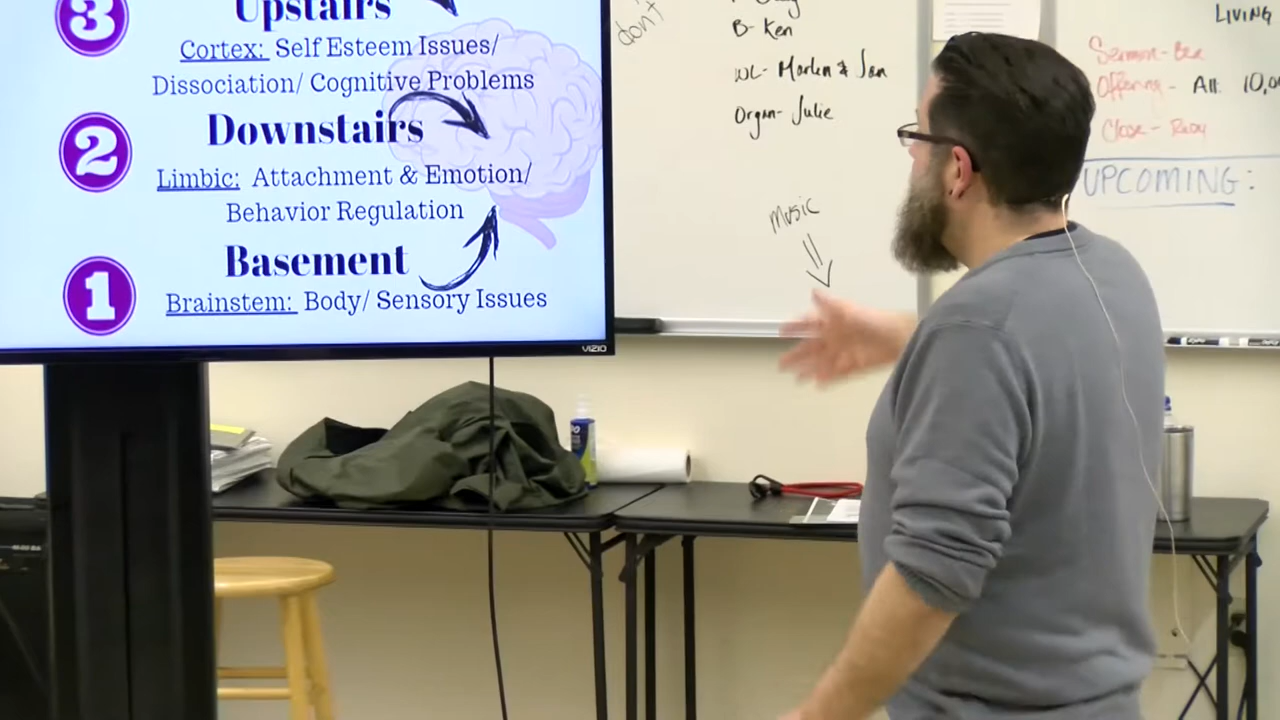 3
Upstairs
Cortex: Self Esteem Issues/
Dissociation/ Cognitive Problems
2
Downstairs
Limbic: Attachment & Emotion/
Behavior Regulation
1
Basement
Brainstem: Body/ Sensory Issues
VIZIO
don't
B- Ken
WL- Marlen & Jan
Organ- Julie
MUSIC
LIVING
Sermon- Ben
Offering - All 10,0
Close - Rudy
UPCOMING: